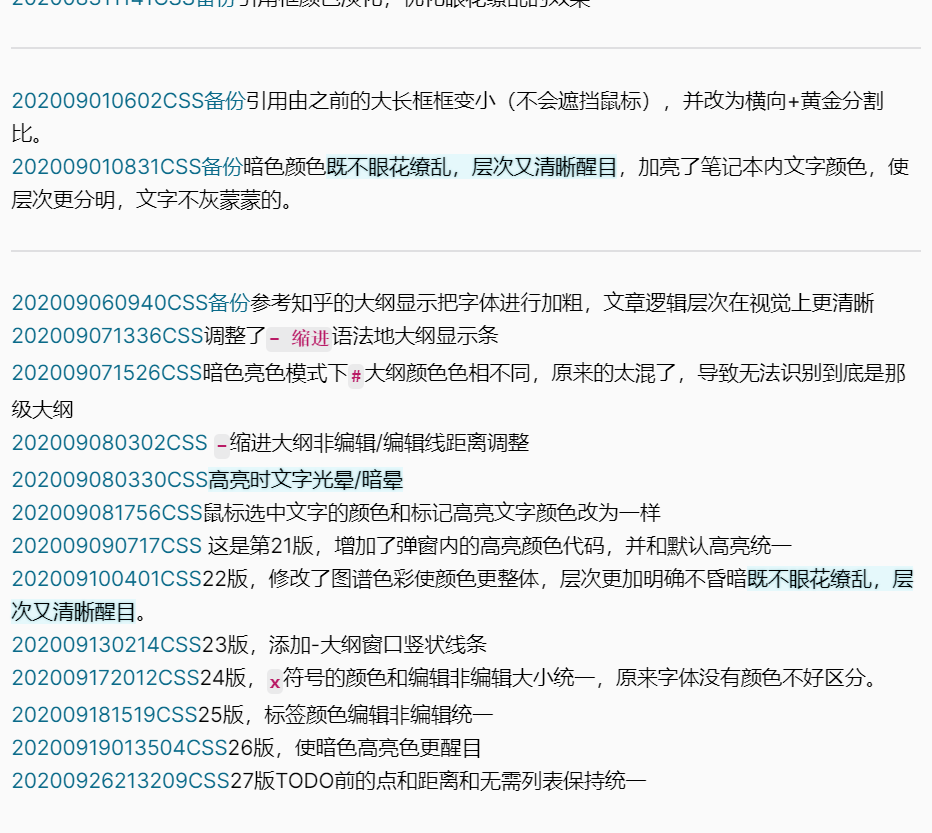 202009010602CSS备份引用由之前的大长框框变小（不会遮挡鼠标），并改为横向+黄金分割
比。
202009010831CSS备份暗色颜色既不眼花缭乱，层次又清晰醒目，加亮了笔记本内文字颜色，使
层次更分明，文字不灰蒙蒙的。
202009060940CSS备份参考知乎的大纲显示把字体进行加粗，文章逻辑层次在视觉上更清晰
202009071336CSS调整了- 缩进语法地大纲显示条
202009071526CSS暗色亮色模式下#大纲颜色色相不同，原来的太混了，导致无法识别到底是那
级大纲
202009080302CSS -缩进大纲非编辑/编辑线距离调整
202009080330CSS高亮时文字光晕/暗晕
202009081756CSS鼠标选中文字的颜色和标记高亮文字颜色改为一样
202009090717CSS 这是第21版，增加了弹窗内的高亮颜色代码，并和默认高亮统一
202009100401CSS22版，修改了图谱色彩使颜色更整体，层次更加明确不昏暗既不眼花缭乱，层
次又清晰醒目。
202009130214CSS23版，添加-大纲窗口竖状线条
202009172012CSS24版，x符号的颜色和编辑非编辑大小统一，原来字体没有颜色不好区分。
202009181519CSS25版，标签颜色编辑非编辑统一
20200919013504CSS26版，使暗色高亮色更醒目
20200926213209CSS27版TODO前的点和距离和无需列表保持统一